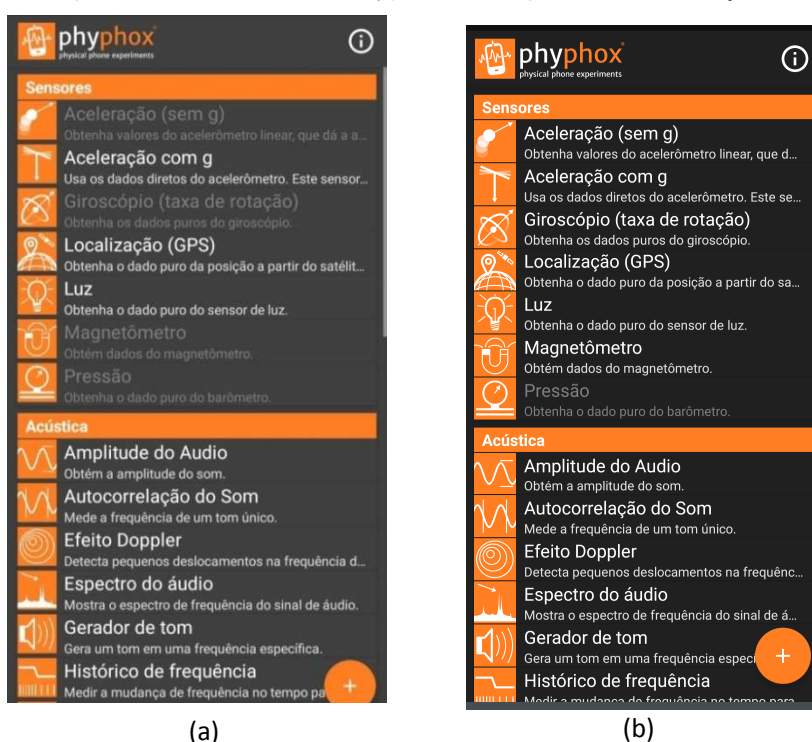 phyphox
physical phone experiments
Sensores
Aceleração (sem g)
Obtenha valores do acelerômetro linear, que dá a a...
Aceleração com g
Usa os dados diretos do acelerômetro. Este sensor...
Giroscópio (taxa de rotação)
Obtenha os dados puros do giroscópio.
Localização (GPS)
Obtenha o dado puro da posição a partir do satélit...
Luz
Obtenha o dado puro do sensor de luz.
Magnetômetro
Obtém dados do magnetômetro.
Pressão
Obtenha o dado puro do barômetro.
Acústica
Amplitude do Audio
Obtém a amplitude do som.
Autocorrelação do Som
Mede a frequência de um tom único.
Efeito Doppler
Detecta pequenos deslocamentos na frequência d...
Espectro do áudio
Mostra o espectro de frequência do sinal de áudio.
Gerador de tom
Gera um tom em uma frequência específica.
Histórico de frequência
Medir a mudança de frequência no tempo pa
(a)
phyphox
physical phone experiments
Sensores
Aceleração (sem g)
Obtenha valores do acelerômetro linear, que d...
Aceleração com g
Usa os dados diretos do acelerômetro. Este se...
Giroscópio (taxa de rotação)
Obtenha os dados puros do giroscópio.
Localização (GPS)
Obtenha o dado puro da posição a partir do sa...
Luz
Obtenha o dado puro do sensor de luz.
Magnetômetro
Obtém dados do magnetômetro.
Pressão
Obtenha o dado puro do barômetro.
Acústica
Amplitude do Audio
Obtém a amplitude do som.
Autocorrelação do Som
Mede a frequência de um tom único.
Efeito Doppler
Detecta pequenos deslocamentos na frequênc...
Espectro do áudio
Mostra o espectro de frequência do sinal de á...
Gerador de tom
Gera um tom em uma frequência especí
Histórico de frequência
Medir a mudança de frequência no tempo para
(b)